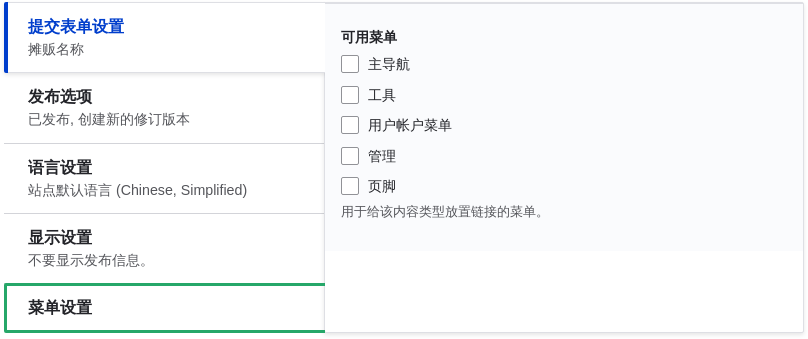 提交表单设置
摊贩名称
发布选项
已发布, 创建新的修订版本
语言设置
站点默认语言 (Chinese, Simplified)
显示设置
不要显示发布信息。
菜单设置
可用菜单
主导航
工具
用户帐户菜单
管理
页脚
用于给该内容类型放置链接的菜单。